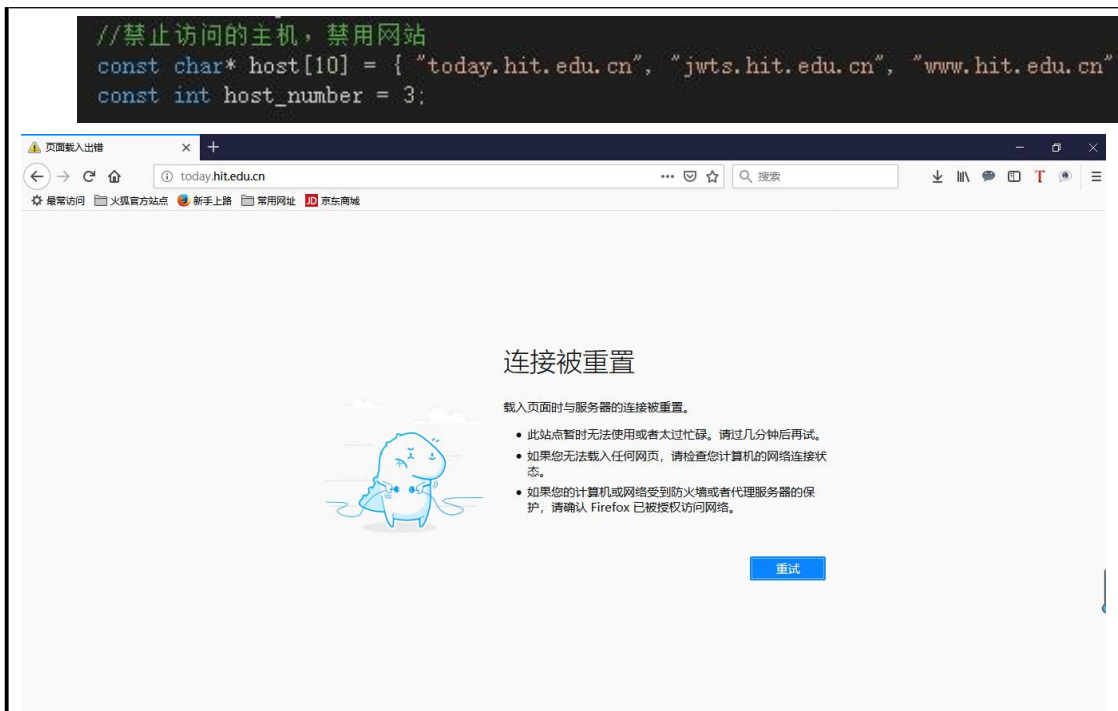 //禁止访问的主机，禁用网站
const char* host[10] = { "today.hit.edu.cn", "jwts.hit.edu.cn", "www.hit.edu.cn"
const int host_number = 3;
页面载入出错
today.hit.edu.cn
搜索
最常访问 火狐官方站点 新手上路 常用网址 JD 京东商城
连接被重置
载入页面时与服务器的连接被重置。
此站点暂时无法使用或者太过忙碌。请过几分钟后再试。
如果您无法载入任何网页，请检查您计算机的网络连接状
态。
如果您的计算机或网络受到防火墙或者代理服务器的保
护，请确认 Firefox 已被授权访问网络。
重试